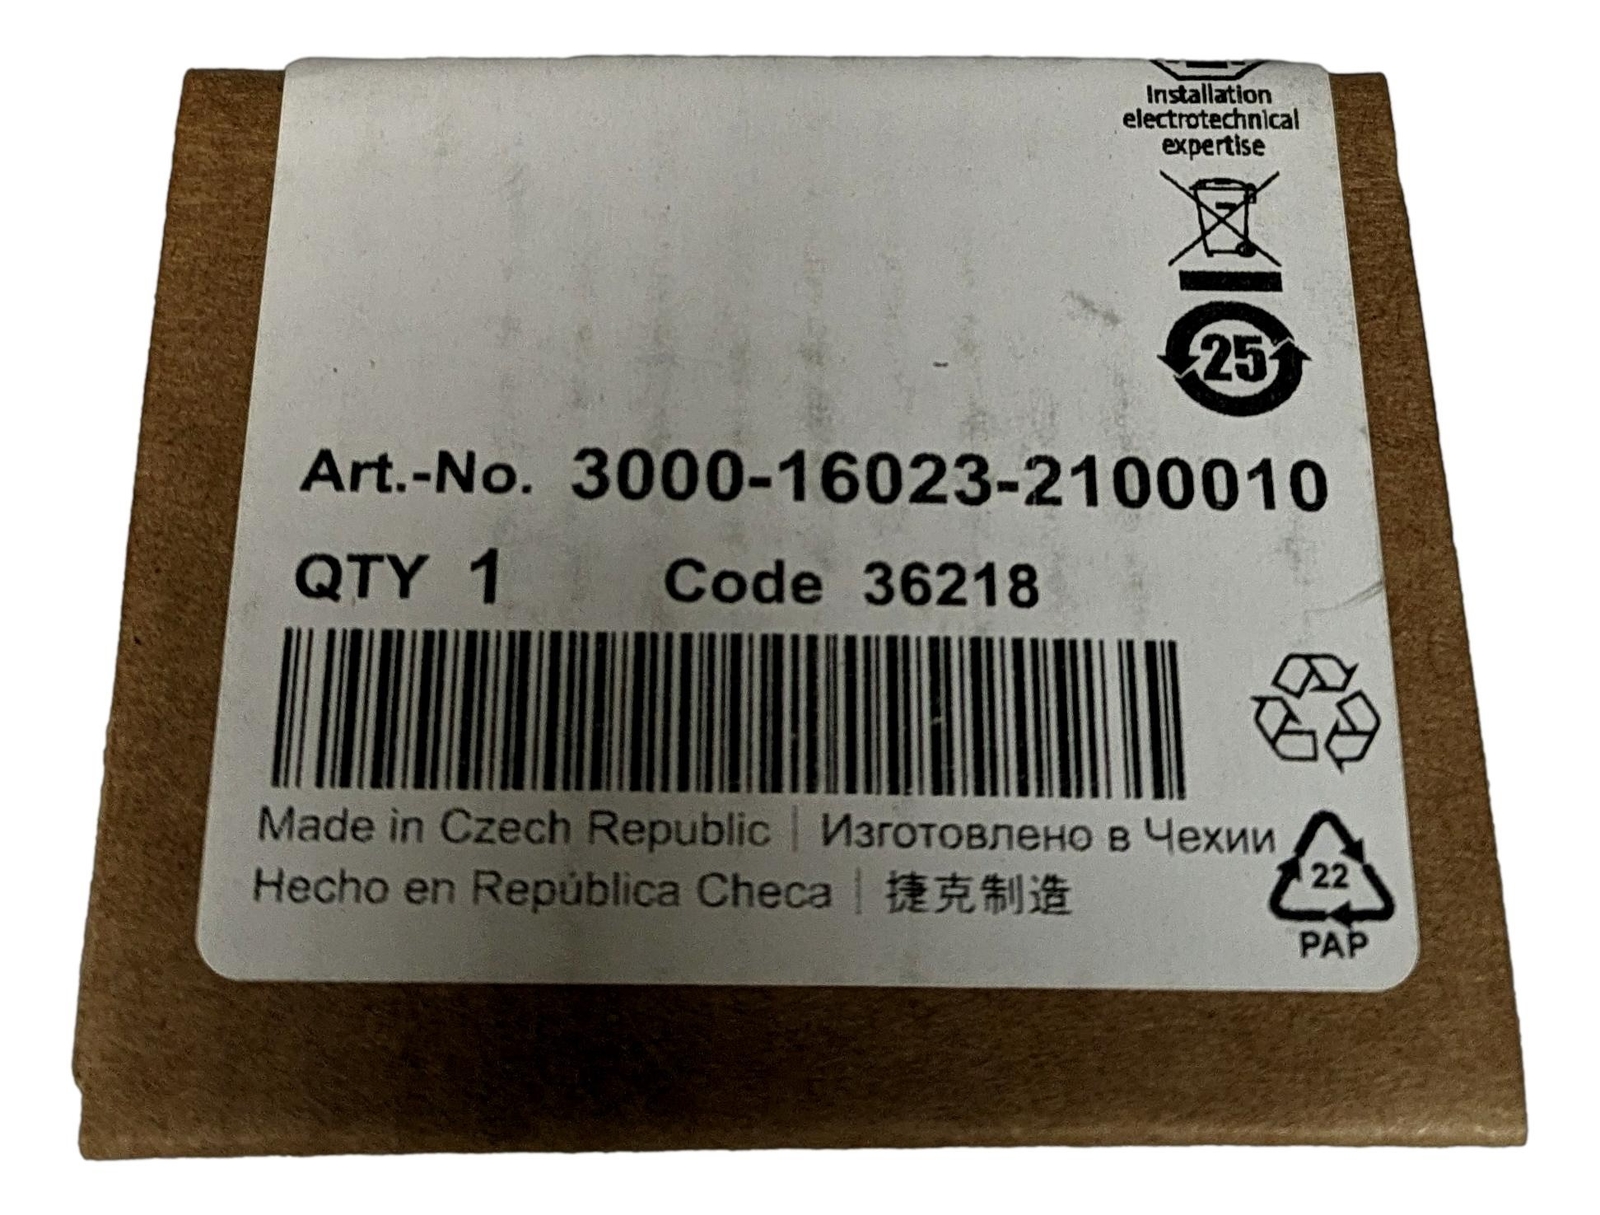 Installation
electrotechnical
expertise
25
Art.-No. 3000-16023-2100010
QTY 1 Code 36218
Made in Czech Republic | Изготовлено в Чехии
Hecho en República Checa | 捷克制造
22
PAP